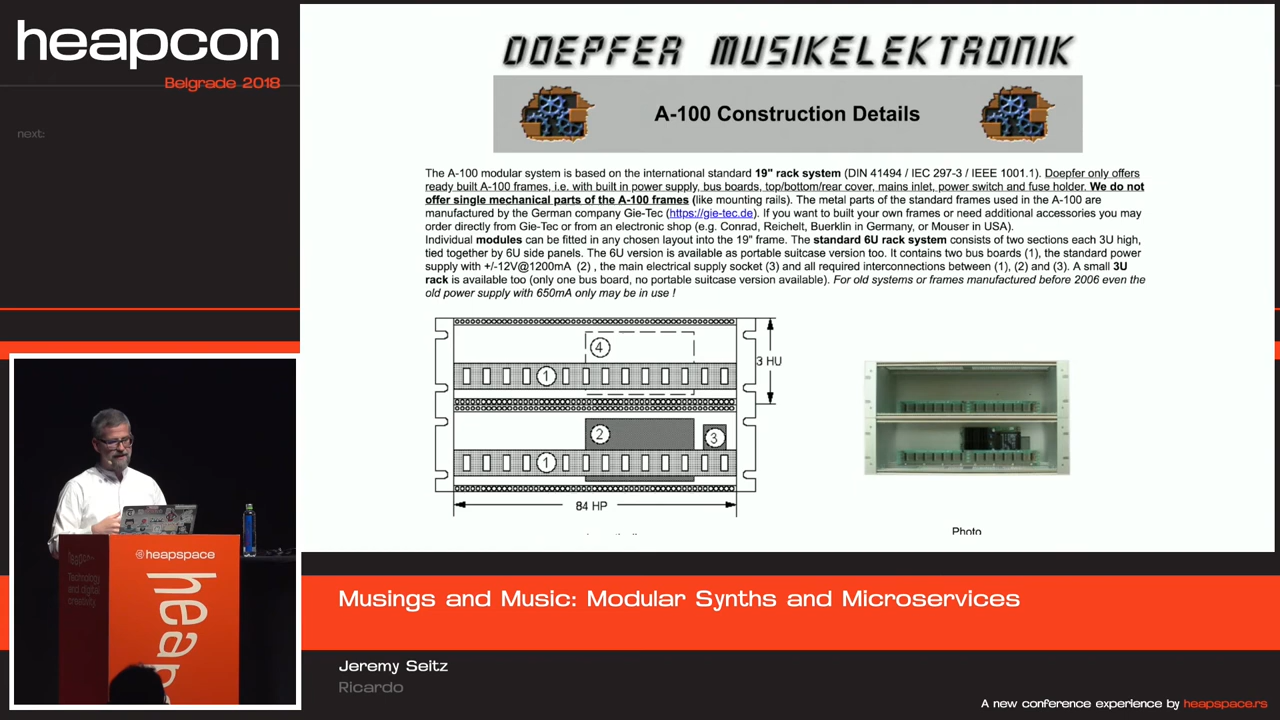 heapcon
Belgrade 2018
next:
DOEPFER MUSIKELEKTRONIK
A-100 Construction Details
The A-100 modular system is based on the international standard 19" rack system (DIN 41494 / IEC 297-3 / IEEE 1001.1). Doepfer only offers
ready built A-100 frames, i.e. with built in power supply, bus boards, top/bottom/rear cover, mains inlet, power switch and fuse holder. We do not
offer single mechanical parts of the A-100 frames (like mounting rails). The metal parts of the standard frames used in the A-100 are
manufactured by the German company Gie-Tec (https://gie-tec.de). If you want to built your own frames or need additional accessories you may
order directly from Gie-Tec or from an electronic shop (e.g. Conrad, Reichelt, Buerklin in Germany, or Mouser in USA).
Individual modules can be fitted in any chosen layout into the 19" frame. The standard 6U rack system consists of two sections each 3U high,
tied together by 6U side panels. The 6U version is available as portable suitcase version too. It contains two bus boards (1), the standard power
supply with +/-12V@1200mA (2) , the main electrical supply socket (3) and all required interconnections between (1), (2) and (3). A small 3U
rack is available too (only one bus board, no portable suitcase version available). For old systems or frames manufactured before 2006 even the
old power supply with 650mA only may be in use !
4
3 HU
1
2
3
1
84 HP
Photo
heapspace
heapcon
Technology
and digital
creativity.
heap
Musings and Music: Modular Synths and Microservices
Jeremy Seitz
Ricardo
A new conference experience by heapspace.rs